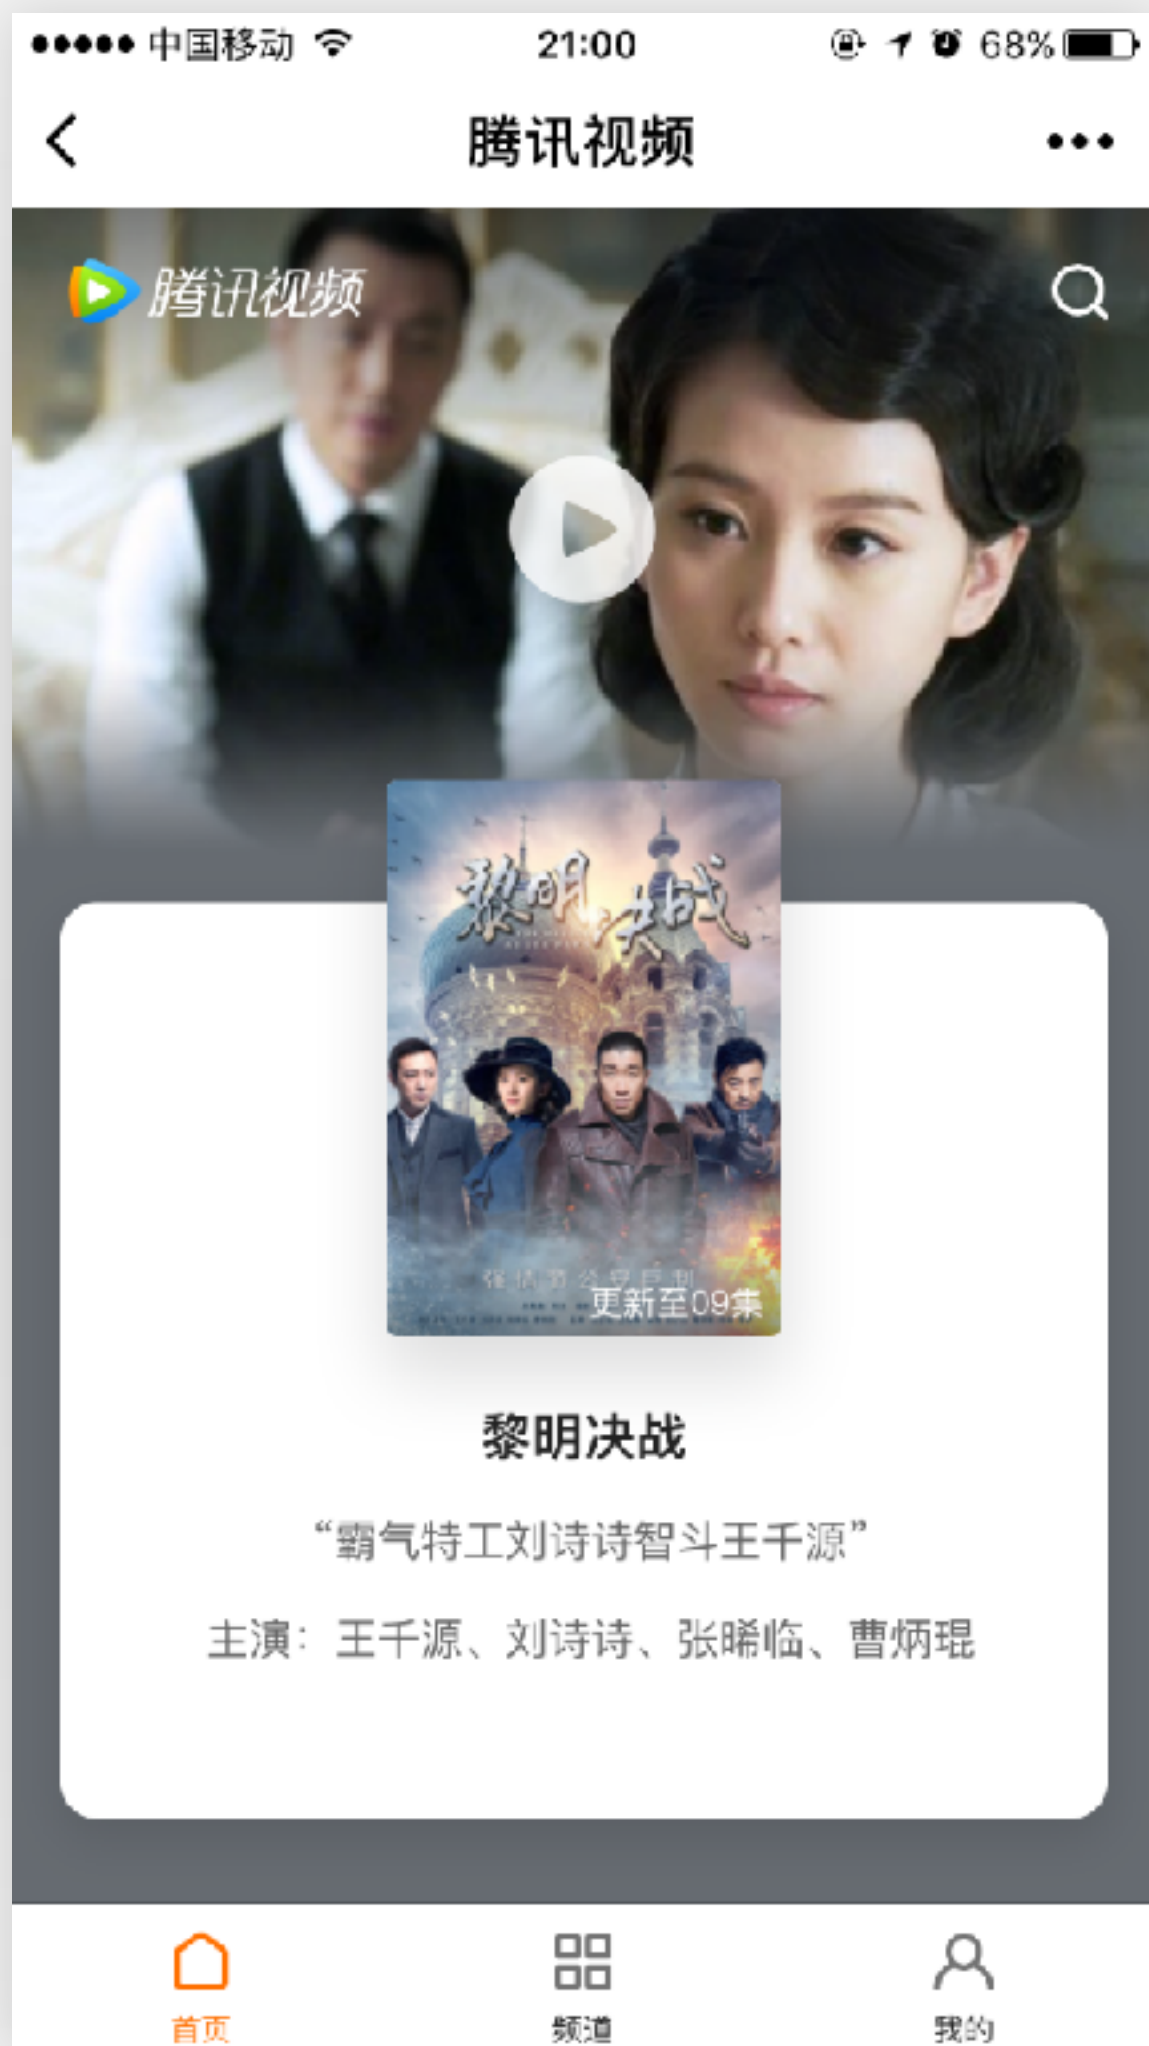 中国移动 21:00 68%
腾讯视频
腾讯视频
黎明决战
更新至09集
黎明决战
“霸气特工刘诗诗智斗王千源”
主演：王千源、刘诗诗、张晞临、曹炳琨
首页 频道 我的